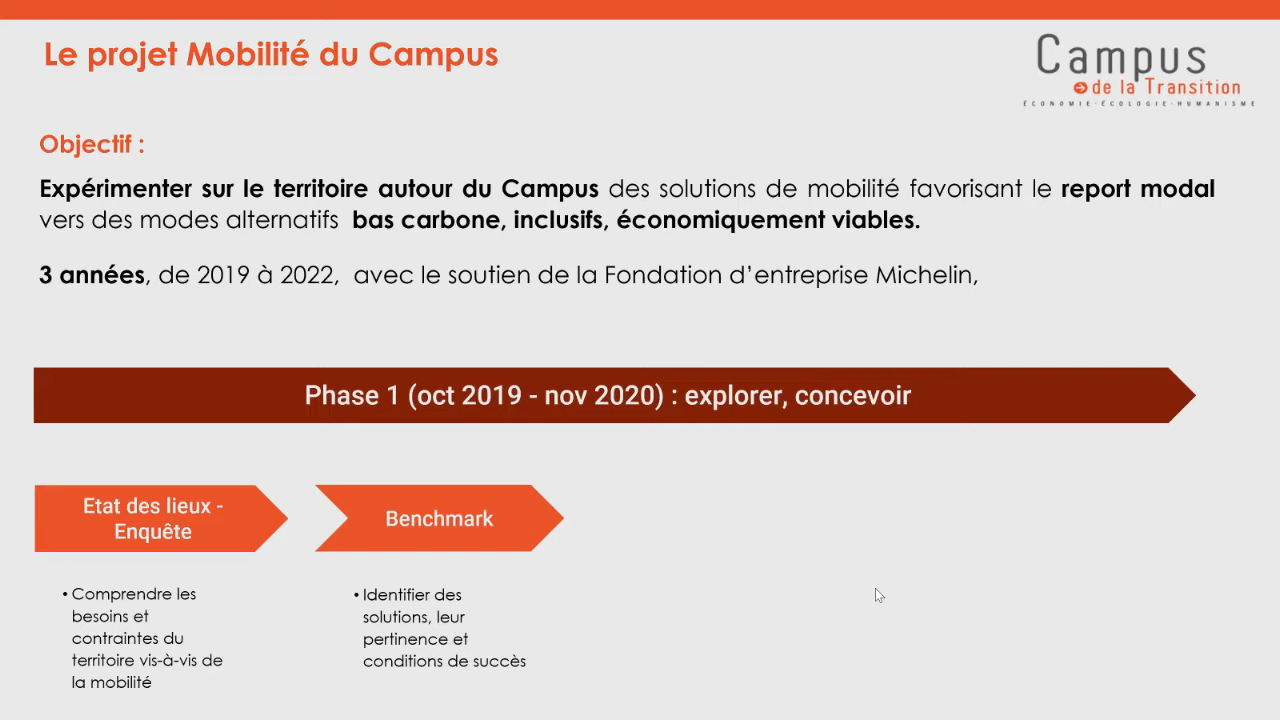 Le projet Mobilité du Campus
Campus
de la Transition
ÉCONOMIE·ÉCOLOGIE·HUMANISME
Objectif :
Expérimenter sur le territoire autour du Campus des solutions de mobilité favorisant le report modal
vers des modes alternatifs bas carbone, inclusifs, économiquement viables.
3 années, de 2019 à 2022, avec le soutien de la Fondation d’entreprise Michelin,
Phase 1 (oct 2019 - nov 2020) : explorer, concevoir
Etat des lieux -
Enquête
Benchmark
• Comprendre les
besoins et
contraintes du
territoire vis-à-vis de
la mobilité
• Identifier des
solutions, leur
pertinence et
conditions de succès